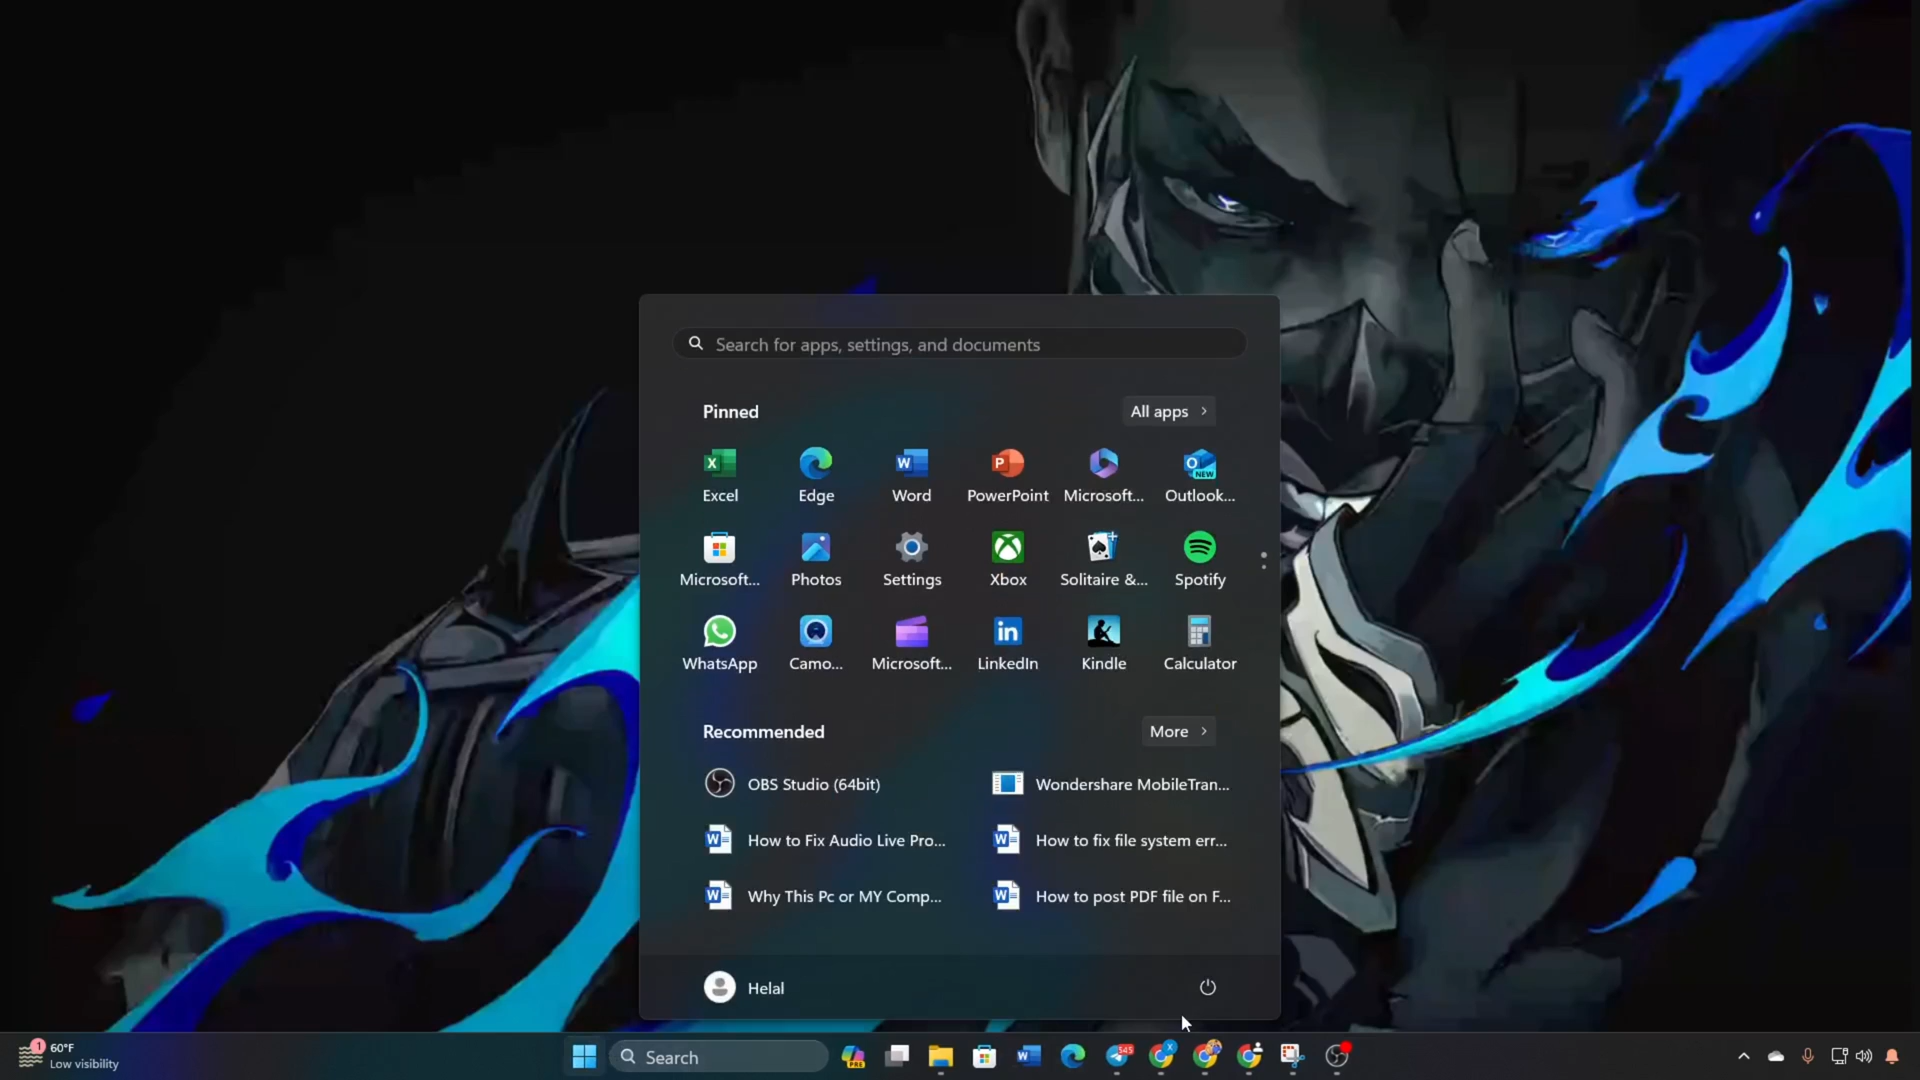 Search for apps, settings, and documents
Pinned
All apps
Excel
Edge
Word
PowerPoint
Microsoft...
Outlook...
Microsoft...
Photos
Settings
Xbox
Solitaire &...
Spotify
WhatsApp
Camo...
Microsoft...
LinkedIn
Kindle
Calculator
Recommended
More
OBS Studio (64bit)
Wondershare MobileTran...
How to Fix Audio Live Pro...
How to fix file system err...
Why This Pc or MY Comp...
How to post PDF file on F...
Helal
1
60°F
Low visibility
Search
PRE
545